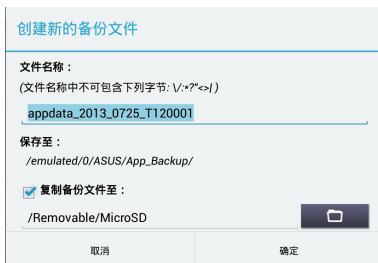 创建新的备份文件
文件名称：
(文件名称中不可包含下列字节: \/:*?"<>| )
appdata_2013_0725_T120001
保存至：
/emulated/0/ASUS/App_Backup/
复制备份文件至：
/Removable/MicroSD
取消 确定